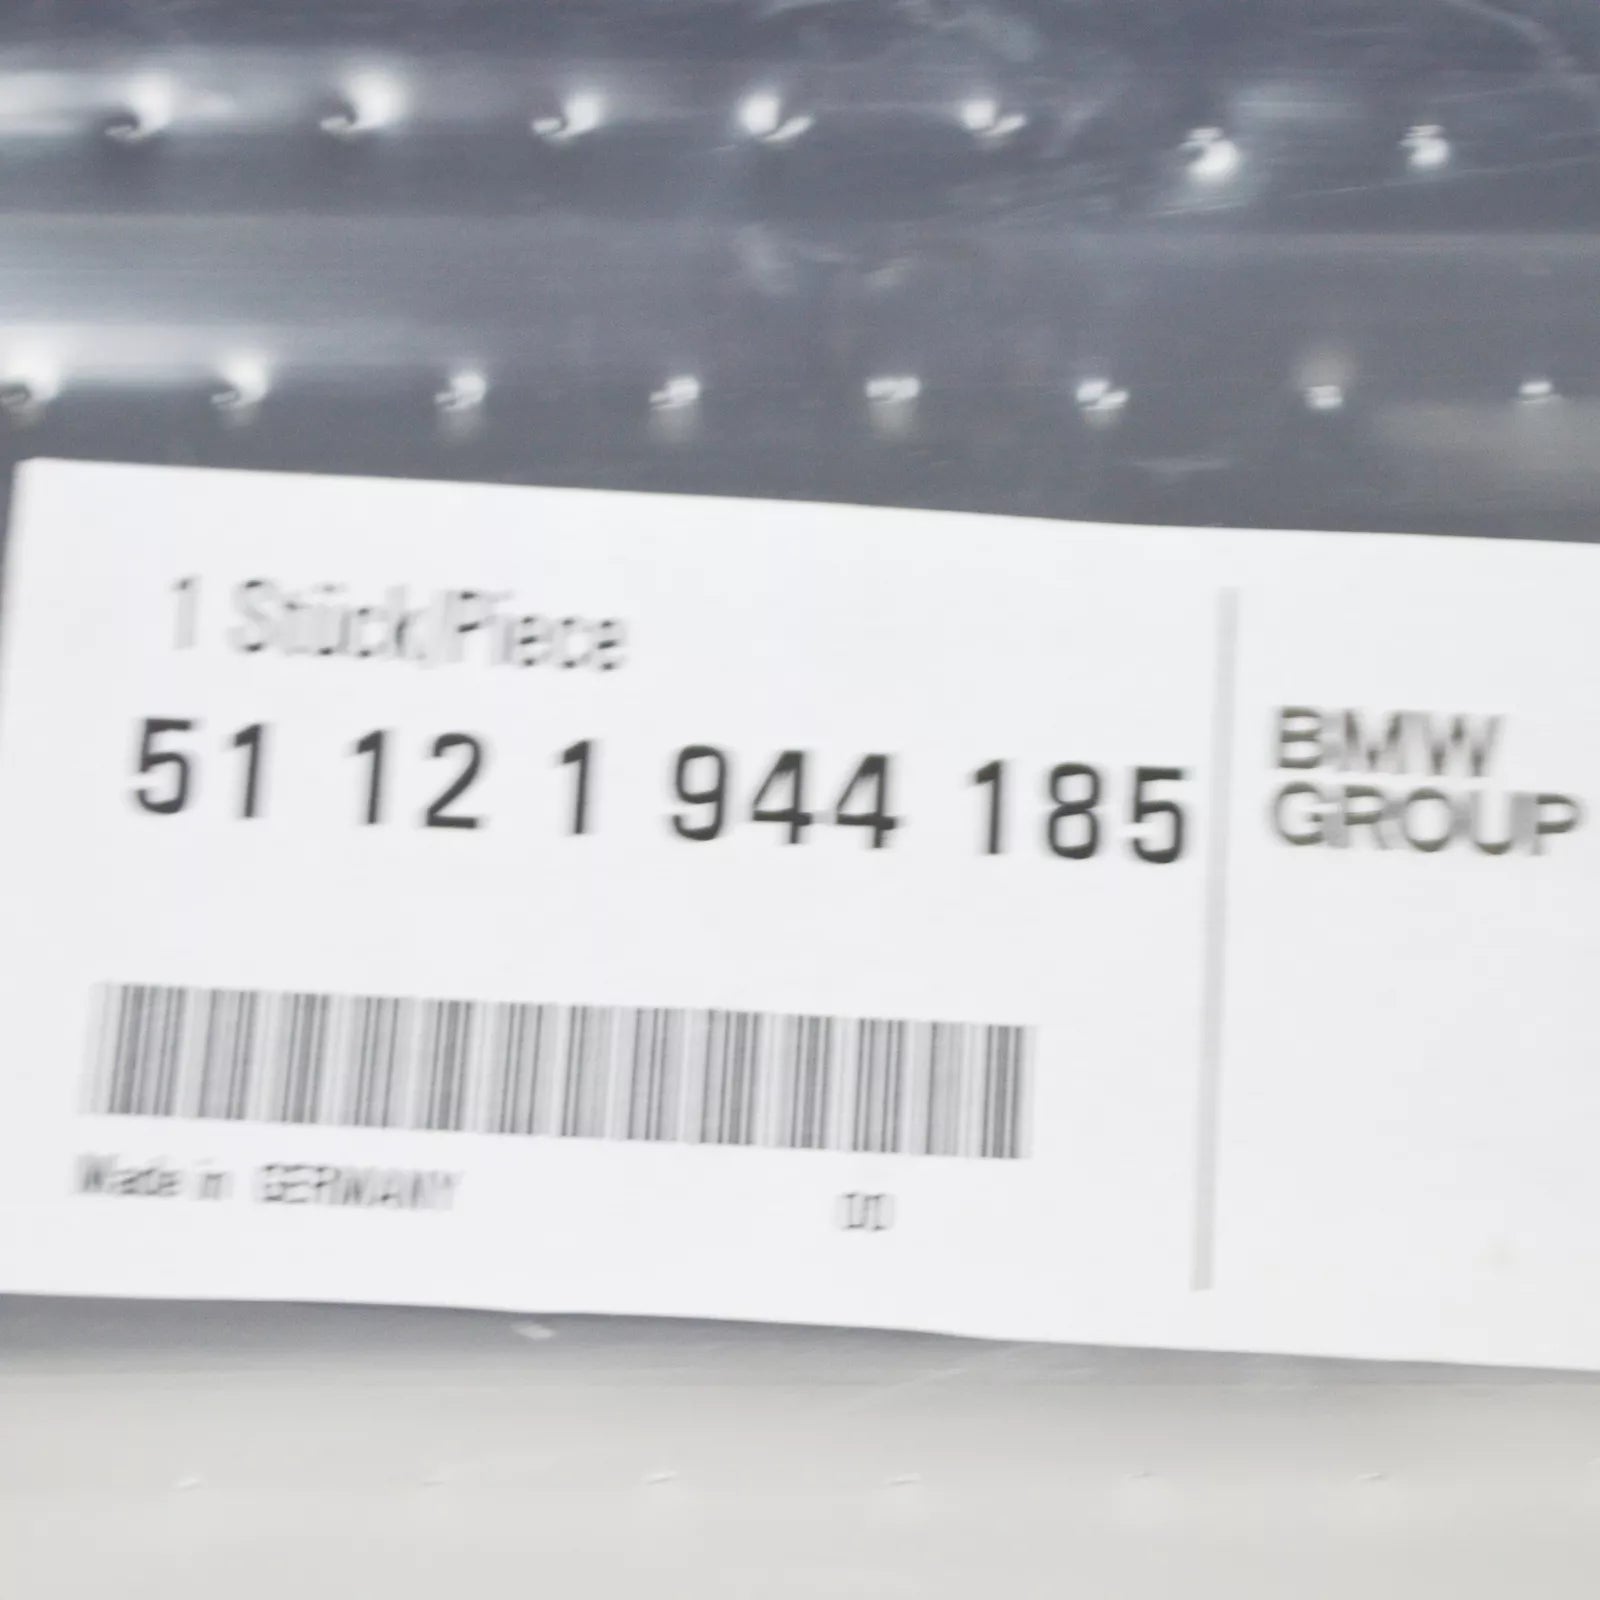 1 Stück/Piece
51 12 1 944 185
BMW
GROUP
Made in GERMANY